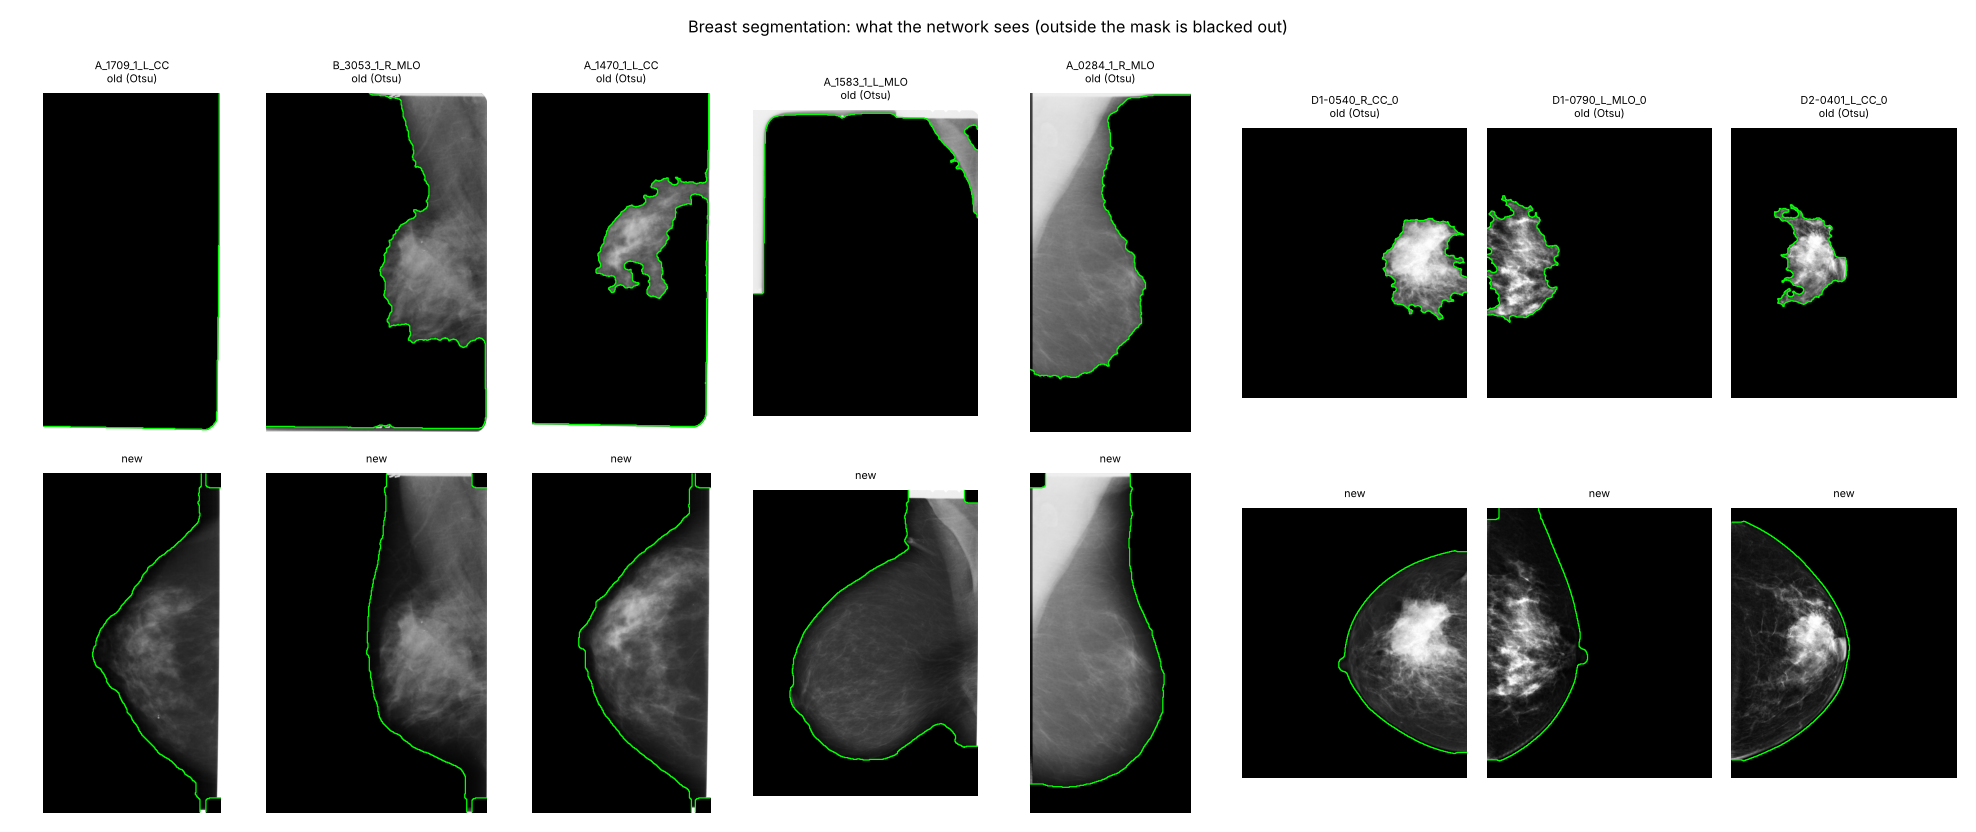 Breast segmentation: what the network sees (outside the mask is blacked out)
A_1709_1_L_CC
old (Otsu)
B_3053_1_R_MLO
old (Otsu)
A_1470_1_L_CC
old (Otsu)
A_1583_1_L_MLO
old (Otsu)
A_0284_1_R_MLO
old (Otsu)
D1-0540_R_CC_0
old (Otsu)
D1-0790_L_MLO_0
old (Otsu)
D2-0401_L_CC_0
old (Otsu)
new
new
new
new
new
new
new
new